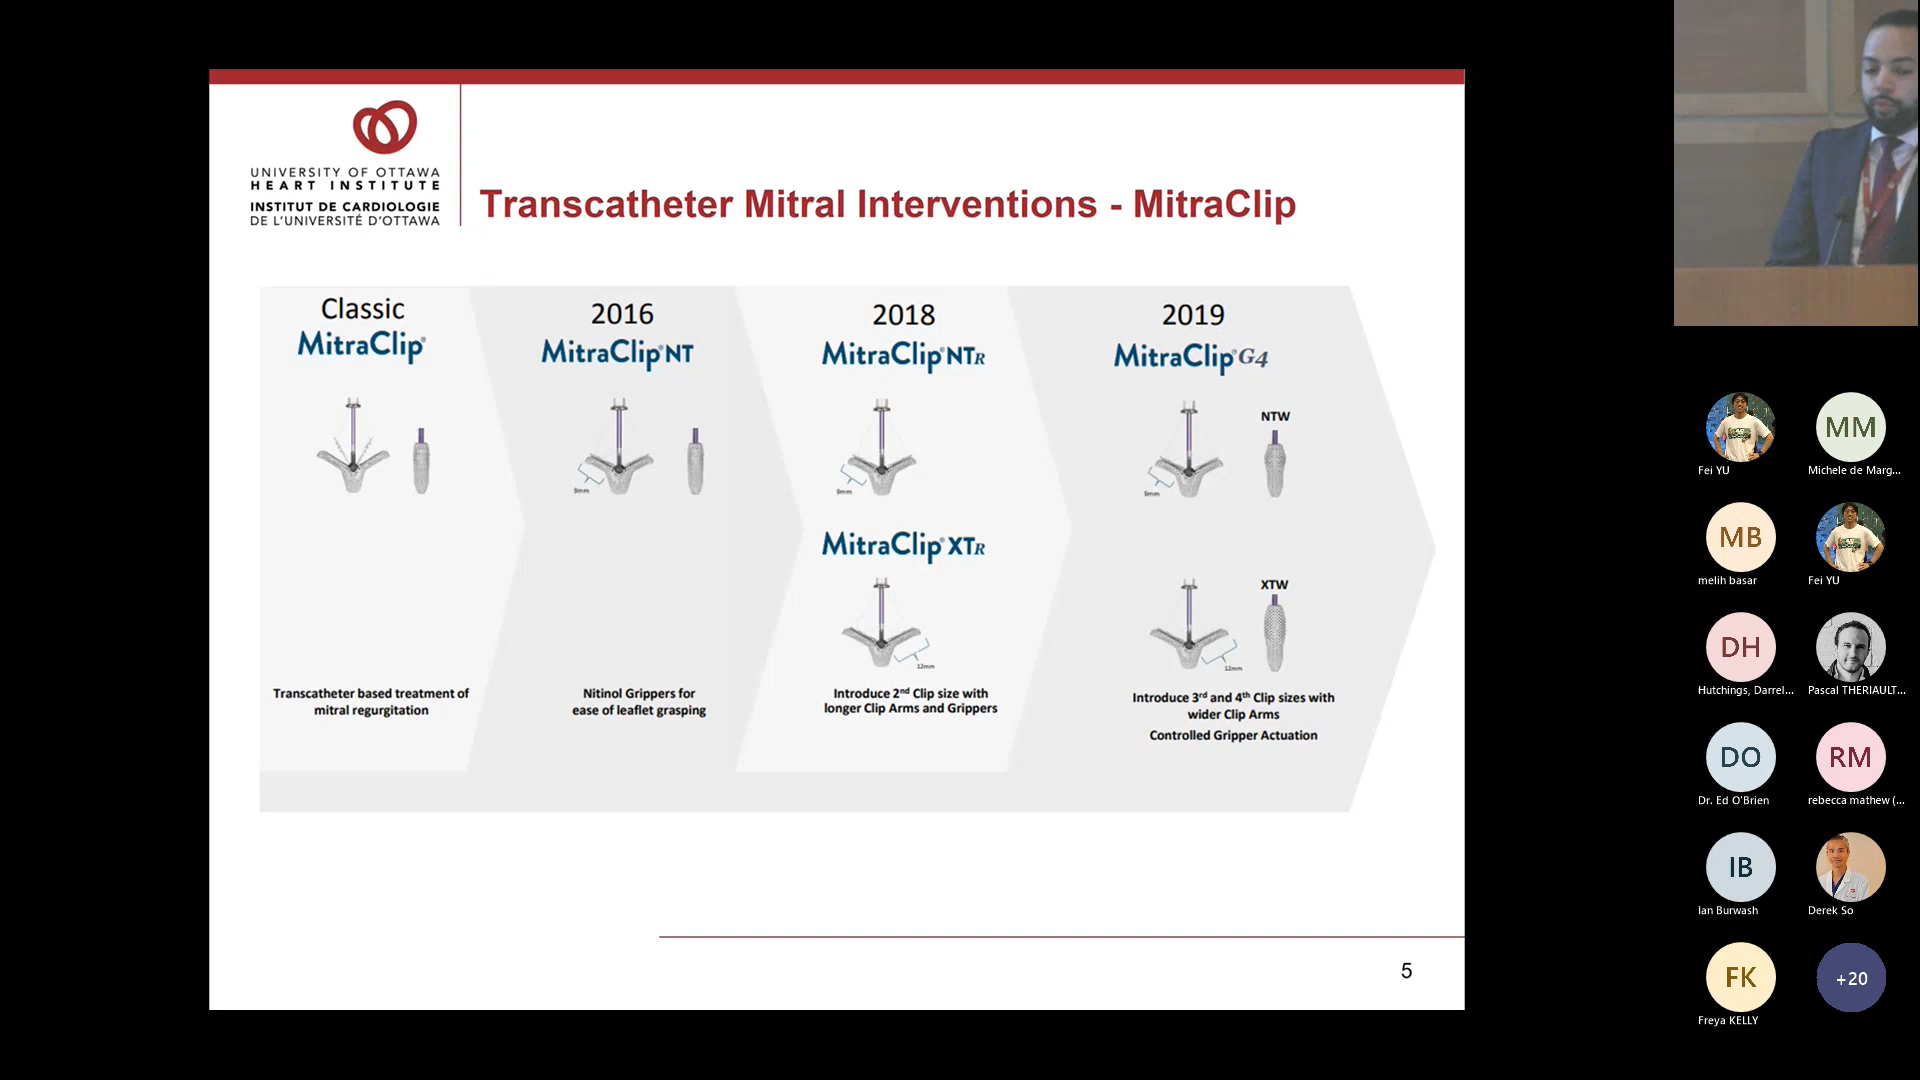 UNIVERSITY OF OTTAWA
HEART INSTITUTE
INSTITUT DE CARDIOLOGIE
DE L'UNIVERSITÉ D'OTTAWA
Transcatheter Mitral Interventions - MitraClip
Classic
MitraClip®
Transcatheter based treatment of
mitral regurgitation
2016
MitraClip® NT
9mm
Nitinol Grippers for
ease of leaflet grasping
2018
MitraClip® NTR
9mm
MitraClip® XTR
12mm
Introduce 2nd Clip size with
longer Clip Arms and Grippers
2019
MitraClip® G4
NTW
9mm
XTW
12mm
Introduce 3rd and 4th Clip sizes with
wider Clip Arms
Controlled Gripper Actuation
5
Fei YU
MM
Michele de Marg...
MB
melih basar
Fei YU
DH
Hutchings, Darrel...
Pascal THERIAULT...
DO
Dr. Ed O'Brien
RM
rebecca mathew (...
IB
Ian Burwash
Derek So
FK
Freya KELLY
+20